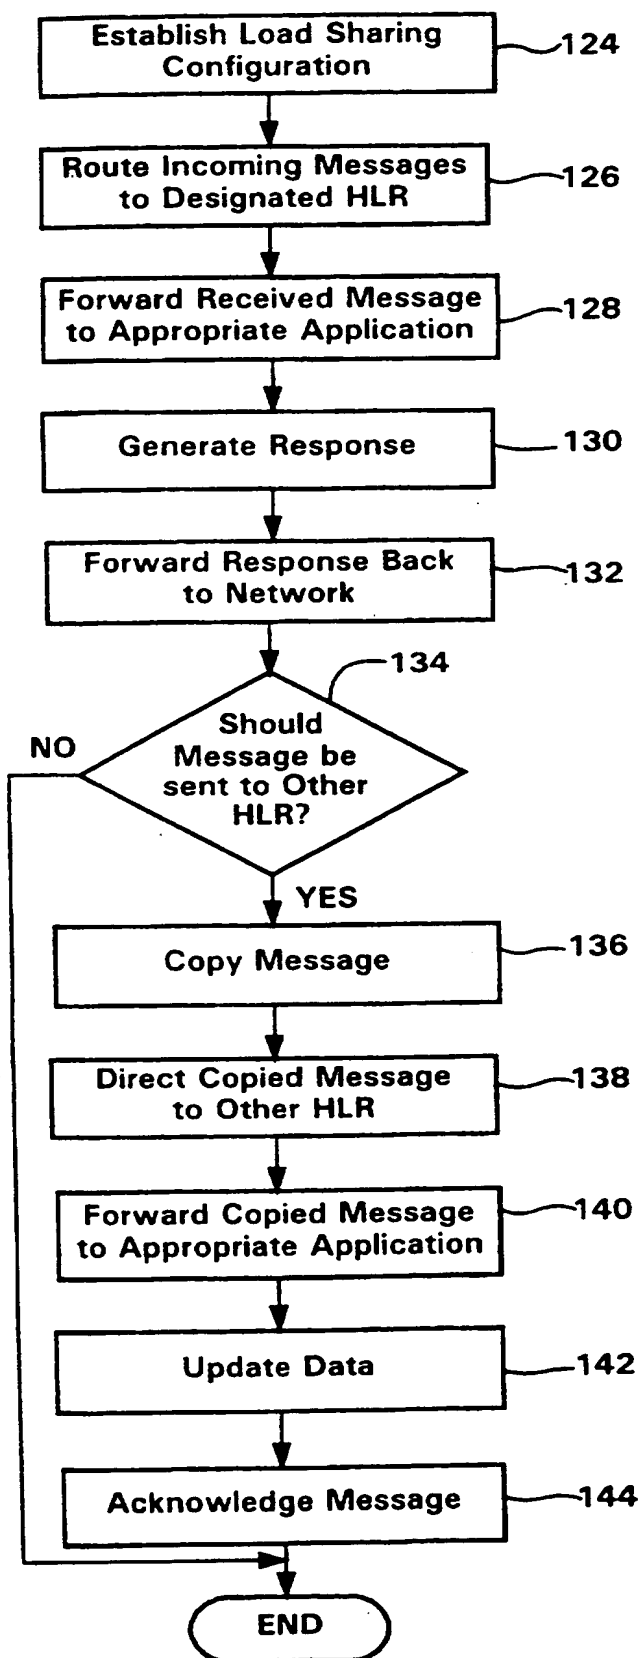 Establish Load Sharing
Configuration
124
Route Incoming Messages
to Designated HLR
126
Forward Received Message
to Appropriate Application
128
Generate Response
130
Forward Response Back
to Network
132
134
Should
Message be
sent to Other
HLR?
NO
YES
Copy Message
136
Direct Copied Message
to Other HLR
138
Forward Copied Message
to Appropriate Application
140
Update Data
142
Acknowledge Message
144
END